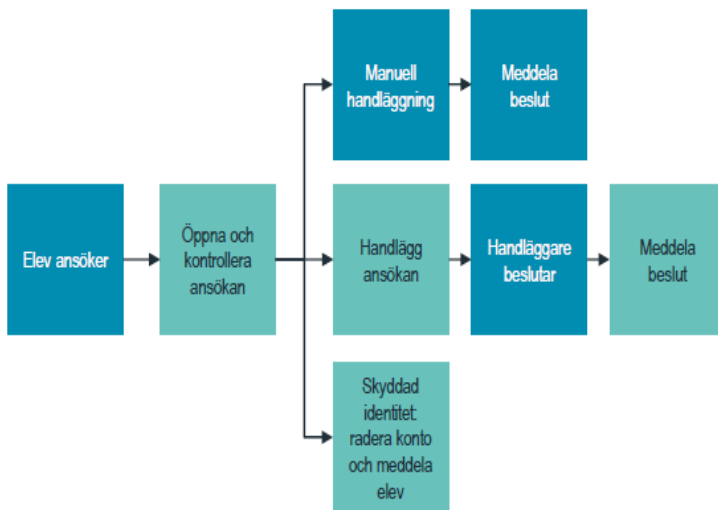 Manuell
handläggning
Meddela
beslut
Elev ansöker
Öppna och
kontrollera
ansökan
Handlägg
ansökan
Handläggare
beslutar
Meddela
beslut
Skyddad
identitet:
radera konto
och meddela
elev